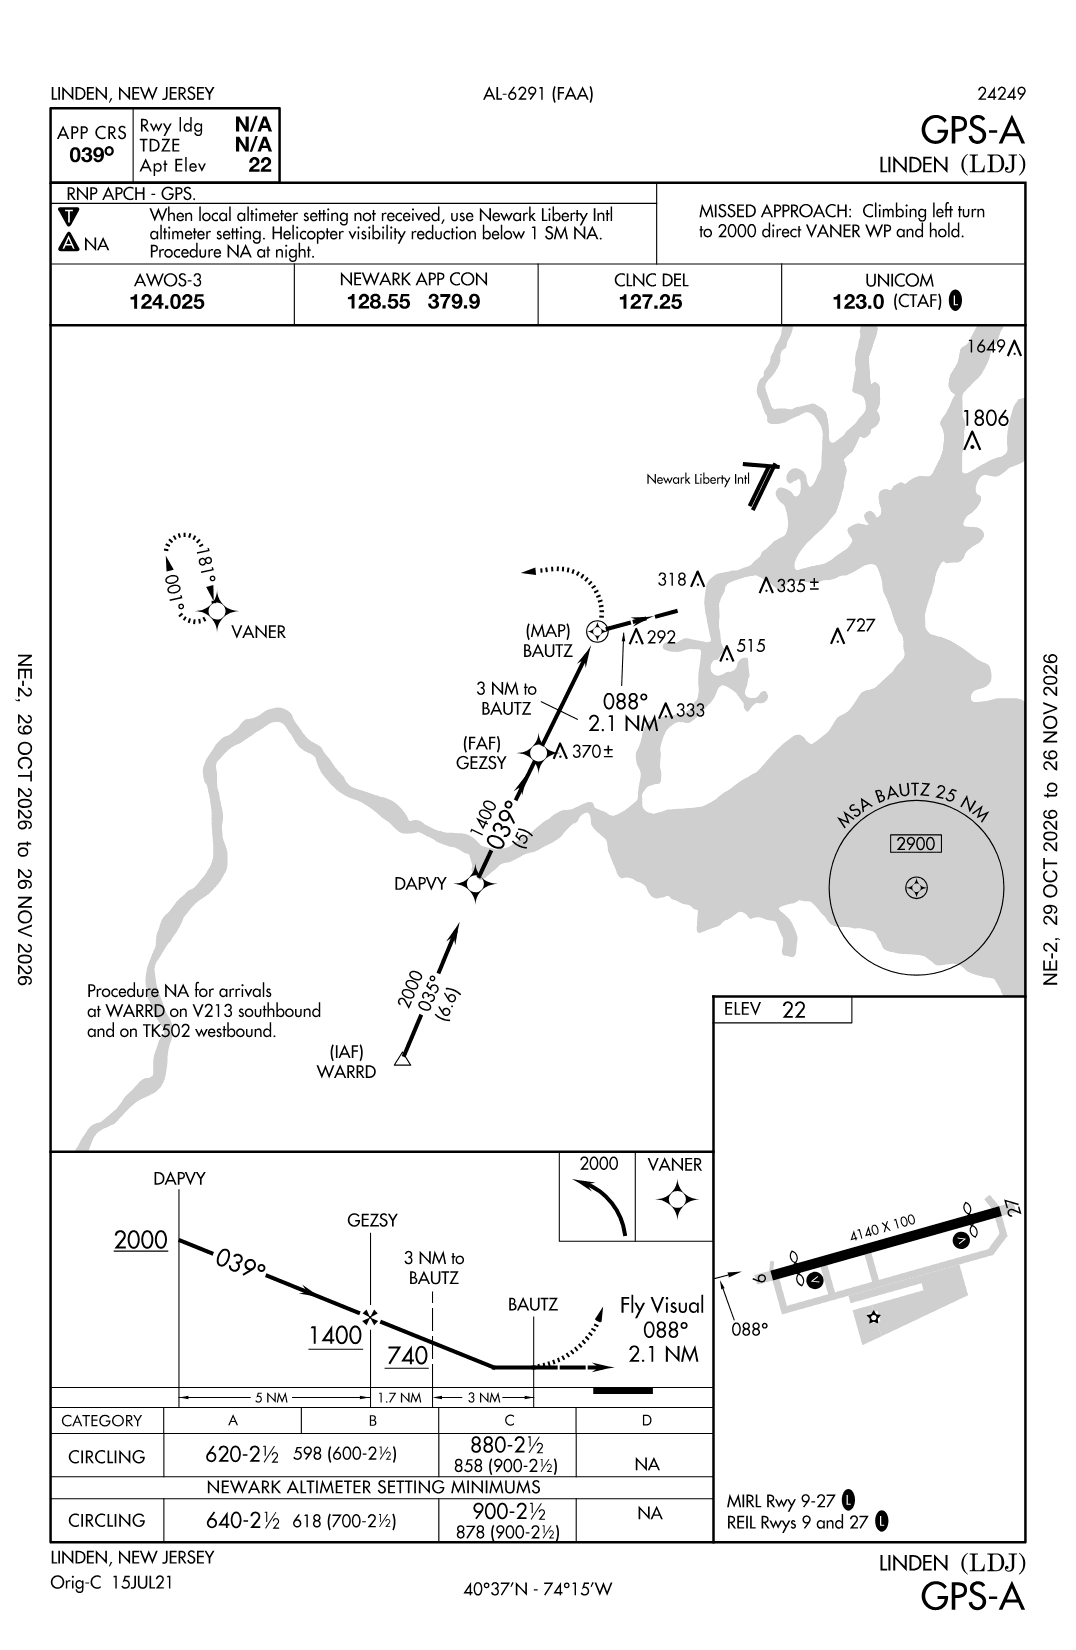 LINDEN, NEW JERSEY
AL-6291 (FAA)
24249
APP CRS
039°
Rwy ldg N/A
TDZE N/A
Apt Elev 22
GPS-A
LINDEN (LDJ)
RNP APCH - GPS.
T
A NA
When local altimeter setting not received, use Newark Liberty Intl
altimeter setting. Helicopter visibility reduction below 1 SM NA.
Procedure NA at night.
MISSED APPROACH: Climbing left turn
to 2000 direct VANER WP and hold.
AWOS-3
124.025
NEWARK APP CON
128.55 379.9
CLNC DEL
127.25
UNICOM
123.0 (CTAF) L
1649
1806
Newark Liberty Intl
181°
001°
VANER
318
335±
(MAP)
BAUTZ
292
727
515
3 NM to
BAUTZ
088°
2.1 NM
333
(FAF)
GEZSY
370±
1400
039°
(5)
DAPVY
MSA BAUTZ 25 NM
2900
2000
035°
(6.6)
Procedure NA for arrivals
at WARRD on V213 southbound
and on TK502 westbound.
(IAF)
WARRD
ELEV 22
4140 X 100
9
27
V
V
088°
MIRL Rwy 9-27 L
REIL Rwys 9 and 27 L
DAPVY
2000
039°
GEZSY
1400
3 NM to
BAUTZ
740
BAUTZ
2000
VANER
Fly Visual
088°
2.1 NM
5 NM
1.7 NM
3 NM
CATEGORY A B C D
CIRCLING 620-2½ 598 (600-2½) 880-2½ 858 (900-2½) NA
NEWARK ALTIMETER SETTING MINIMUMS
CIRCLING 640-2½ 618 (700-2½) 900-2½ 878 (900-2½) NA
LINDEN, NEW JERSEY
Orig-C 15JUL21
40°37'N - 74°15'W
LINDEN (LDJ)
GPS-A
NE-2, 29 OCT 2026 to 26 NOV 2026
NE-2, 29 OCT 2026 to 26 NOV 2026